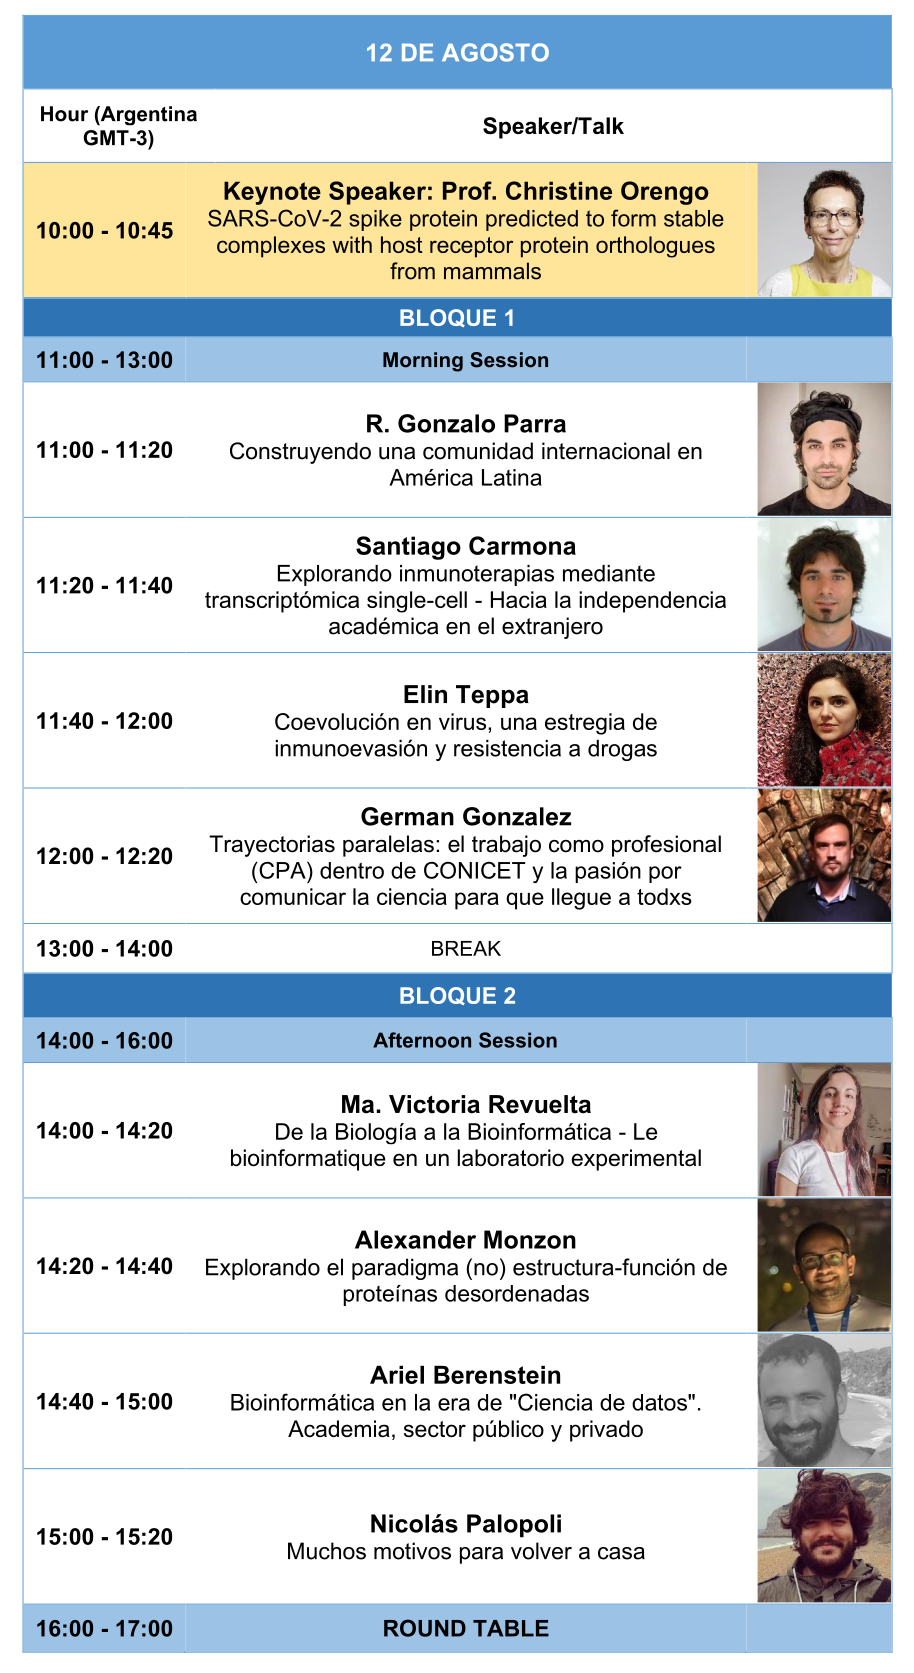 12 DE AGOSTO
Hour (Argentina
GMT-3)
Speaker/Talk
10:00 - 10:45
Keynote Speaker: Prof. Christine Orengo
SARS-CoV-2 spike protein predicted to form stable
complexes with host receptor protein orthologues
from mammals
BLOQUE 1
11:00 - 13:00
Morning Session
11:00 - 11:20
R. Gonzalo Parra
Construyendo una comunidad internacional en
América Latina
11:20 - 11:40
Santiago Carmona
Explorando inmunoterapias mediante
transcriptómica single-cell - Hacia la independencia
académica en el extranjero
11:40 - 12:00
Elin Teppa
Coevolución en virus, una estregia de
inmunoevasión y resistencia a drogas
12:00 - 12:20
German Gonzalez
Trayectorias paralelas: el trabajo como profesional
(CPA) dentro de CONICET y la pasión por
comunicar la ciencia para que llegue a todxs
13:00 - 14:00
BREAK
BLOQUE 2
14:00 - 16:00
Afternoon Session
14:00 - 14:20
Ma. Victoria Revuelta
De la Biología a la Bioinformática - Le
bioinformatique en un laboratorio experimental
14:20 - 14:40
Alexander Monzon
Explorando el paradigma (no) estructura-función de
proteínas desordenadas
14:40 - 15:00
Ariel Berenstein
Bioinformática en la era de "Ciencia de datos".
Academia, sector público y privado
15:00 - 15:20
Nicolás Palopoli
Muchos motivos para volver a casa
16:00 - 17:00
ROUND TABLE